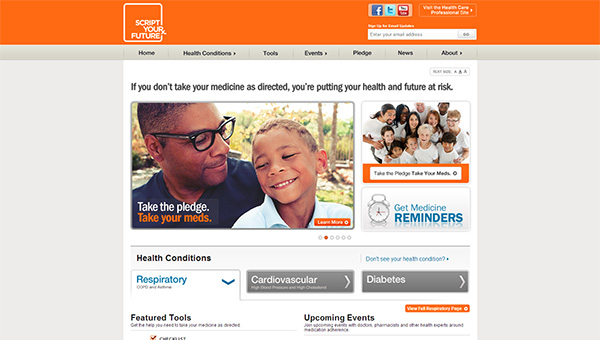 SCRIPT
YOUR
FUTURE
Visit the Health Care
Professional Site
Sign Up for Email Updates
Enter your email address
GO
Home
Health Conditions
Tools
Events
Pledge
News
About
TEXT SIZE: A A A
If you don't take your medicine as directed, you're putting your health and future at risk.
Take the pledge.
Take your meds.
Learn More
Take the Pledge Take Your Meds.
Get Medicine
REMINDERS
Health Conditions
Don't see your health condition?
Respiratory
COPD and Asthma
Cardiovascular
High Blood Pressure and High Cholesterol
Diabetes
View Full Respiratory Page
Featured Tools
Get the help you need to take your medicine as directed.
Upcoming Events
Join upcoming events with doctors, pharmacists and other health experts around
medication adherence.
CHECKLIST